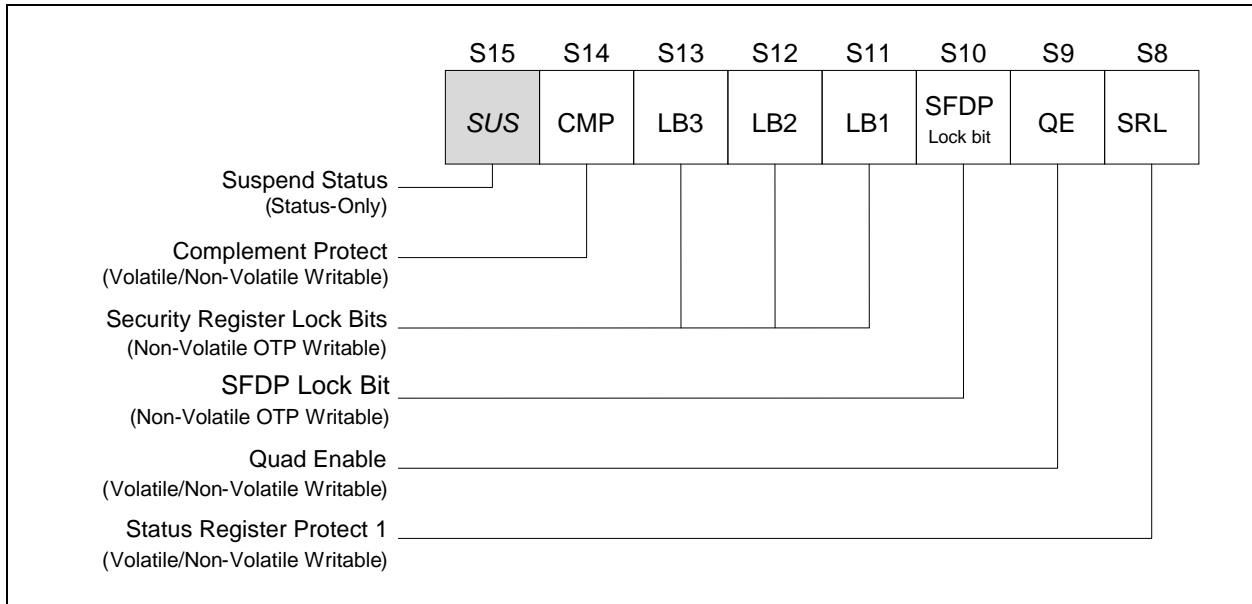 S15 S14 S13 S12 S11 S10 S9 S8
SUS CMP LB3 LB2 LB1 SFDP Lock bit QE SRL
Suspend Status
(Status-Only)
Complement Protect
(Volatile/Non-Volatile Writable)
Security Register Lock Bits
(Non-Volatile OTP Writable)
SFDP Lock Bit
(Non-Volatile OTP Writable)
Quad Enable
(Volatile/Non-Volatile Writable)
Status Register Protect 1
(Volatile/Non-Volatile Writable)